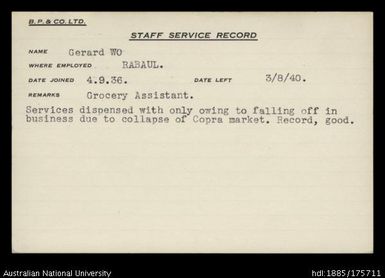 B.P. & CO. LTD.
STAFF SERVICE RECORD
NAME Gerard WO
WHERE EMPLOYED RABAUL.
DATE JOINED 4.9.36. DATE LEFT 3/8/40.
REMARKS Grocery Assistant.
Services dispensed with only owing to falling off in
business due to collapse of Copra market. Record, good.
Australian National University
hdl:1885/175711